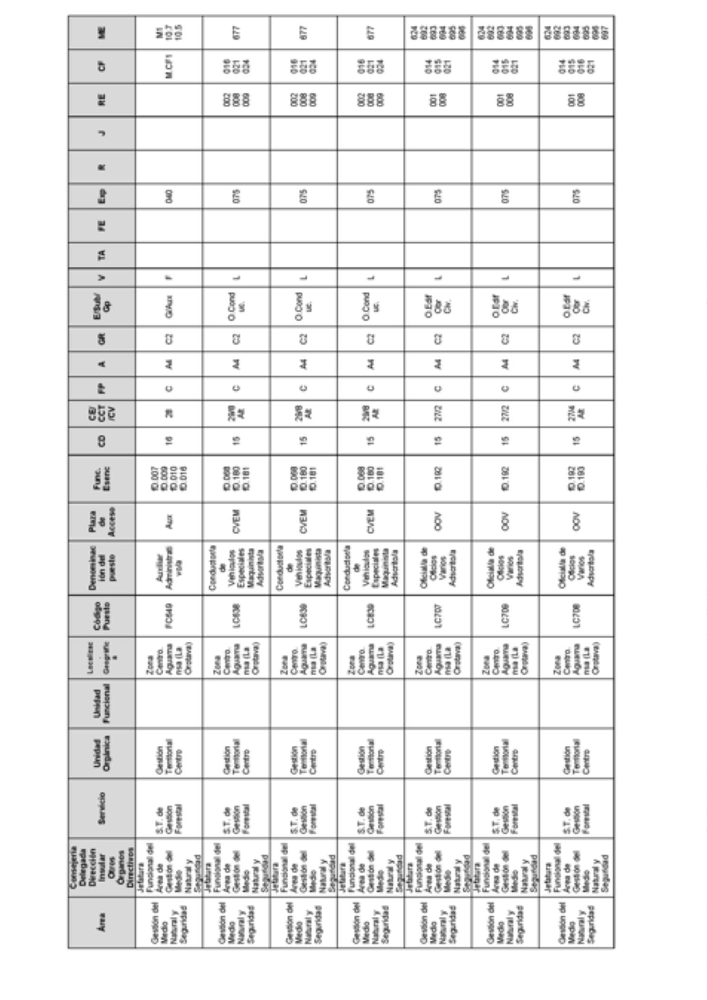 Área
Consejería
Delegada
Dirección
Insular
Otros
Órganos
Directivos
Servicio
Unidad
Orgánica
Unidad
Funcional
Localizac
.
Geográfic
a
Código
Puesto
Denominac
ión del
puesto
Plaza
de
Acceso
Func.
Esenc
CD
CE/
CCT
/CV
FP
A
GR
E/Sub/
Gp
V
TA
FE
Exp
R
J
RE
CF
ME
Gestión del
Medio
Natural y
Seguridad
Jefatura
Funcional del
Área de
Gestión del
Medio
Natural y
Seguridad
S.T. de
Gestión
Forestal
Gestión
Territorial
Centro
Zona
Centro.
Aguama
nsa (La
Orotava)
FC649
Auxiliar
Administrati
vo/a
Aux
fD.007
fD.009
fD.010
fD.016
16
28
C
A4
C2
G/Aux
F
040
M.CF1
M1
10.7
10.5
Gestión del
Medio
Natural y
Seguridad
Jefatura
Funcional del
Área de
Gestión del
Medio
Natural y
Seguridad
S.T. de
Gestión
Forestal
Gestión
Territorial
Centro
Zona
Centro.
Aguama
nsa (La
Orotava)
LC638
Conductor/a
de
Vehículos
Especiales
Maquinista
Adscrito/a
CVEM
fD.068
fD.180
fD.181
15
29/8
Alt
C
A4
C2
O.Cond
uc.
L
075
002
008
009
016
021
024
677
Gestión del
Medio
Natural y
Seguridad
Jefatura
Funcional del
Área de
Gestión del
Medio
Natural y
Seguridad
S.T. de
Gestión
Forestal
Gestión
Territorial
Centro
Zona
Centro.
Aguama
nsa (La
Orotava)
LC639
Conductor/a
de
Vehículos
Especiales
Maquinista
Adscrito/a
CVEM
fD.068
fD.180
fD.181
15
29/8
Alt
C
A4
C2
O.Cond
uc.
L
075
002
008
009
016
021
024
677
Gestión del
Medio
Natural y
Seguridad
Jefatura
Funcional del
Área de
Gestión del
Medio
Natural y
Seguridad
S.T. de
Gestión
Forestal
Gestión
Territorial
Centro
Zona
Centro.
Aguama
nsa (La
Orotava)
LC839
Conductor/a
de
Vehículos
Especiales
Maquinista
Adscrito/a
CVEM
fD.068
fD.180
fD.181
15
29/8
Alt
C
A4
C2
O.Cond
uc.
L
075
002
008
009
016
021
024
677
Gestión del
Medio
Natural y
Seguridad
Jefatura
Funcional del
Área de
Gestión del
Medio
Natural y
Seguridad
S.T. de
Gestión
Forestal
Gestión
Territorial
Centro
Zona
Centro.
Aguama
nsa (La
Orotava)
LC707
Oficial/a de
Oficios
Varios
Adscrito/a
OOV
fD.192
15
27/2
C
A4
C2
O.Edif
Obr
Civ.
L
075
001
008
014
015
021
624
692
693
694
695
696
Gestión del
Medio
Natural y
Seguridad
Jefatura
Funcional del
Área de
Gestión del
Medio
Natural y
Seguridad
S.T. de
Gestión
Forestal
Gestión
Territorial
Centro
Zona
Centro.
Aguama
nsa (La
Orotava)
LC709
Oficial/a de
Oficios
Varios
Adscrito/a
OOV
fD.192
15
27/2
C
A4
C2
O.Edif
Obr
Civ.
L
075
001
008
014
015
021
624
692
693
694
695
696
Gestión del
Medio
Natural y
Seguridad
Jefatura
Funcional del
Área de
Gestión del
Medio
Natural y
Seguridad
S.T. de
Gestión
Forestal
Gestión
Territorial
Centro
Zona
Centro.
Aguama
nsa (La
Orotava)
LC708
Oficial/a de
Oficios
Varios
Adscrito/a
OOV
fD.192
fD.193
15
27/4
Alt
C
A4
C2
O.Edif
Obr
Civ.
L
075
001
008
014
015
016
021
624
692
693
694
695
696
697